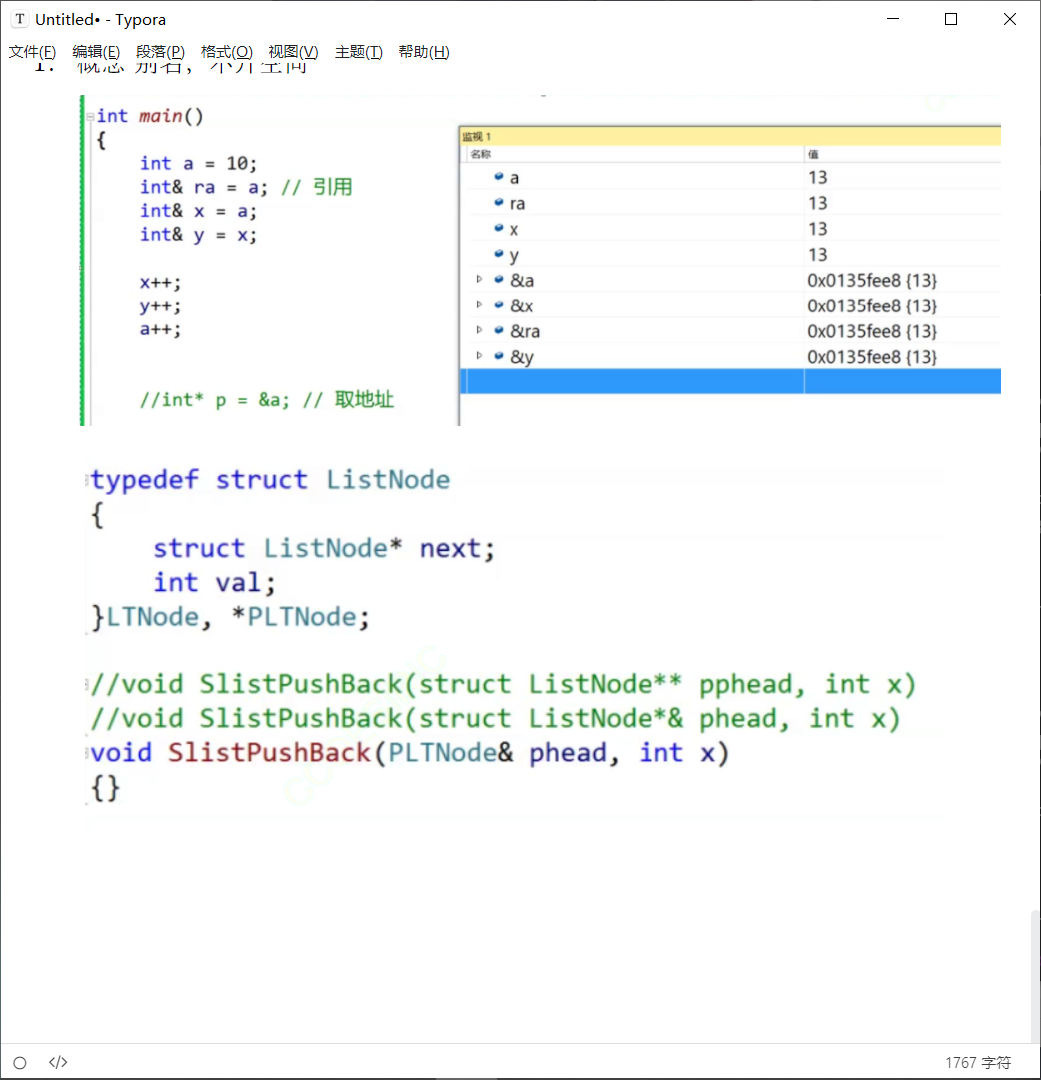 Untitled• - Typora
文件(F) 编辑(E) 段落(P) 格式(O) 视图(V) 主题(T) 帮助(H)
1. 概念 别名，不开空间
int main()
{
int a = 10;
int& ra = a; // 引用
int& x = a;
int& y = x;
x++;
y++;
a++;
//int* p = &a; // 取地址
监视 1
名称 值
a 13
ra 13
x 13
y 13
&a 0x0135fee8 {13}
&x 0x0135fee8 {13}
&ra 0x0135fee8 {13}
&y 0x0135fee8 {13}
typedef struct ListNode
{
struct ListNode* next;
int val;
}LTNode, *PLTNode;
//void SlistPushBack(struct ListNode** pphead, int x)
//void SlistPushBack(struct ListNode*& phead, int x)
void SlistPushBack(PLTNode& phead, int x)
{}
1767 字符